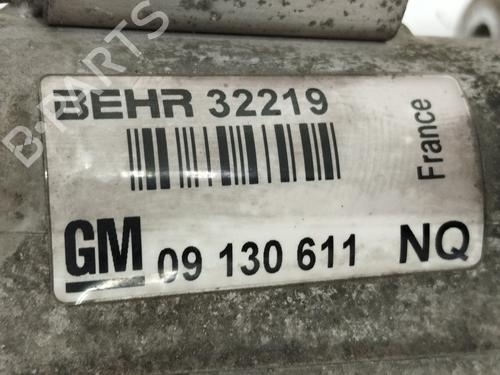 BEHR 32219
France
GM 09 130 611 NQ
B-PARTS